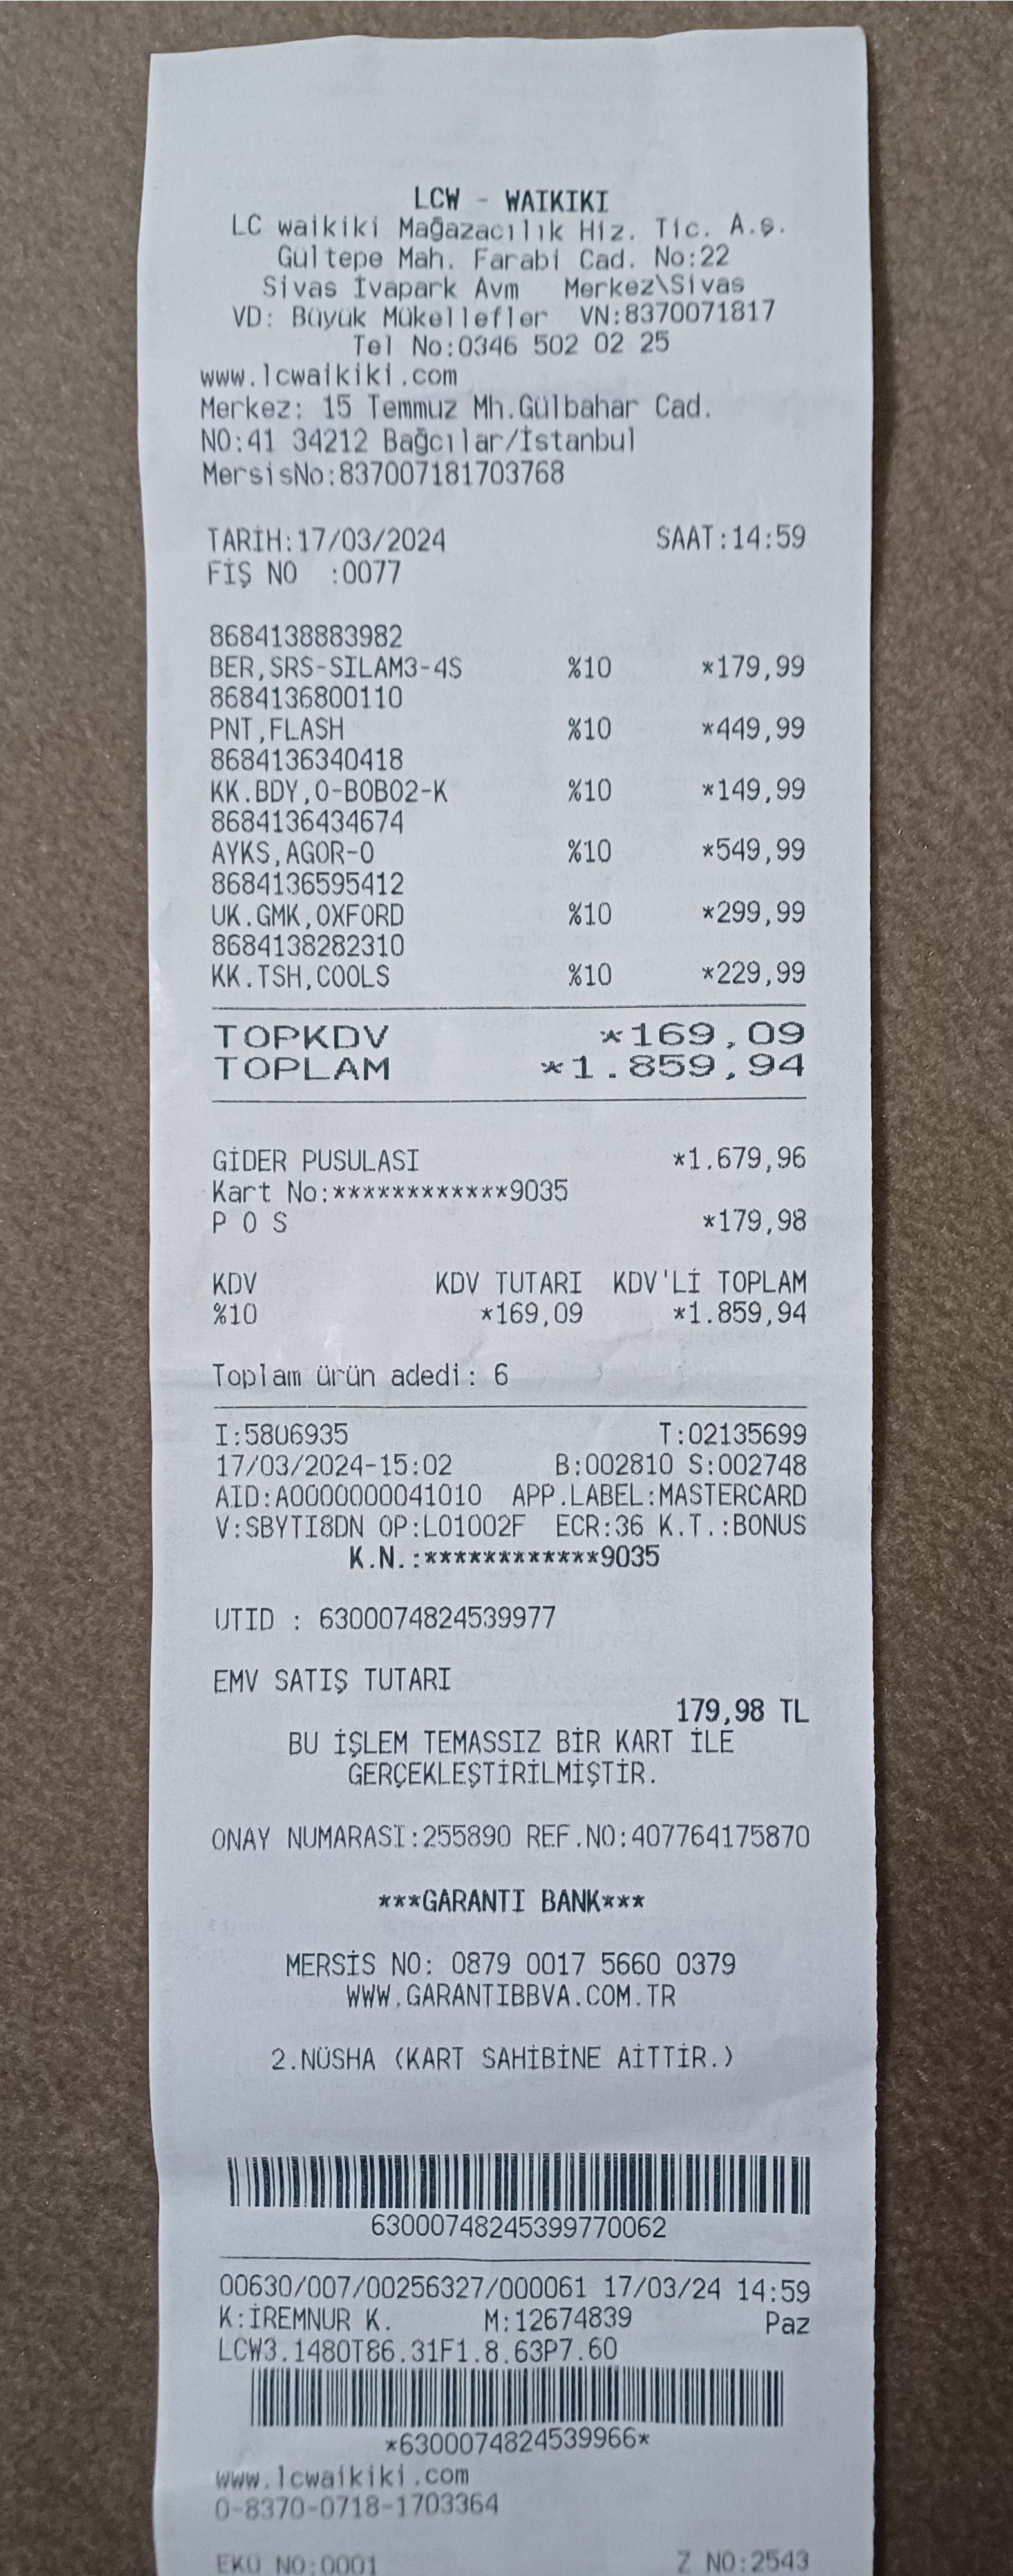 LCW - WAIKIKI
LC waikiki Mağazacılık Hiz. Tic. A.ş.
Gültepe Mah. Farabi Cad. No:22
Sivas İvapark Avm Merkez\Sivas
VD: Büyük Mükellefler VN:8370071817
Tel No:0346 502 02 25
www.lcwaikiki.com
Merkez: 15 Temmuz Mh.Gülbahar Cad.
NO:41 34212 Bağcılar/İstanbul
MersisNo:837007181703768
TARİH:17/03/2024 SAAT:14:59
FİŞ NO :0077
8684138883982
BER,SRS-SILAM3-4S %10 *179,99
8684136800110
PNT,FLASH %10 *449,99
8684136340418
KK.BDY,O-BOBO2-K %10 *149,99
8684136434674
AYKS,AGOR-O %10 *549,99
8684136595412
UK.GMK,OXFORD %10 *299,99
8684138282310
KK.TSH,COOLS %10 *229,99
TOPKDV *169,09
TOPLAM *1.859,94
GİDER PUSULASI *1.679,96
Kart No:************9035
P O S *179,98
KDV KDV TUTARI KDV'Lİ TOPLAM
%10 *169,09 *1.859,94
Toplam ürün adedi: 6
I:5806935 T:02135699
17/03/2024-15:02 B:002810 S:002748
AID:A0000000041010 APP.LABEL:MASTERCARD
V:SBYTI8DN OP:L01002F ECR:36 K.T.:BONUS
K.N.:************9035
UTID : 6300074824539977
EMV SATIŞ TUTARI
179,98 TL
BU İŞLEM TEMASSIZ BİR KART İLE
GERÇEKLEŞTİRİLMİŞTİR.
ONAY NUMARASI:255890 REF.NO:407764175870
***GARANTI BANK***
MERSİS NO: 0879 0017 5660 0379
WWW.GARANTIBBVA.COM.TR
2.NÜSHA (KART SAHİBİNE AİTTİR.)
63000748245399770062
00630/007/00256327/000061 17/03/24 14:59
K:İREMNUR K. M:12674839 Paz
LCW3.1480T86.31F1.8.63P7.60
*6300074824539966*
www.lcwaikiki.com
0-8370-0718-1703364
EKÜ NO:0001 Z NO:2543